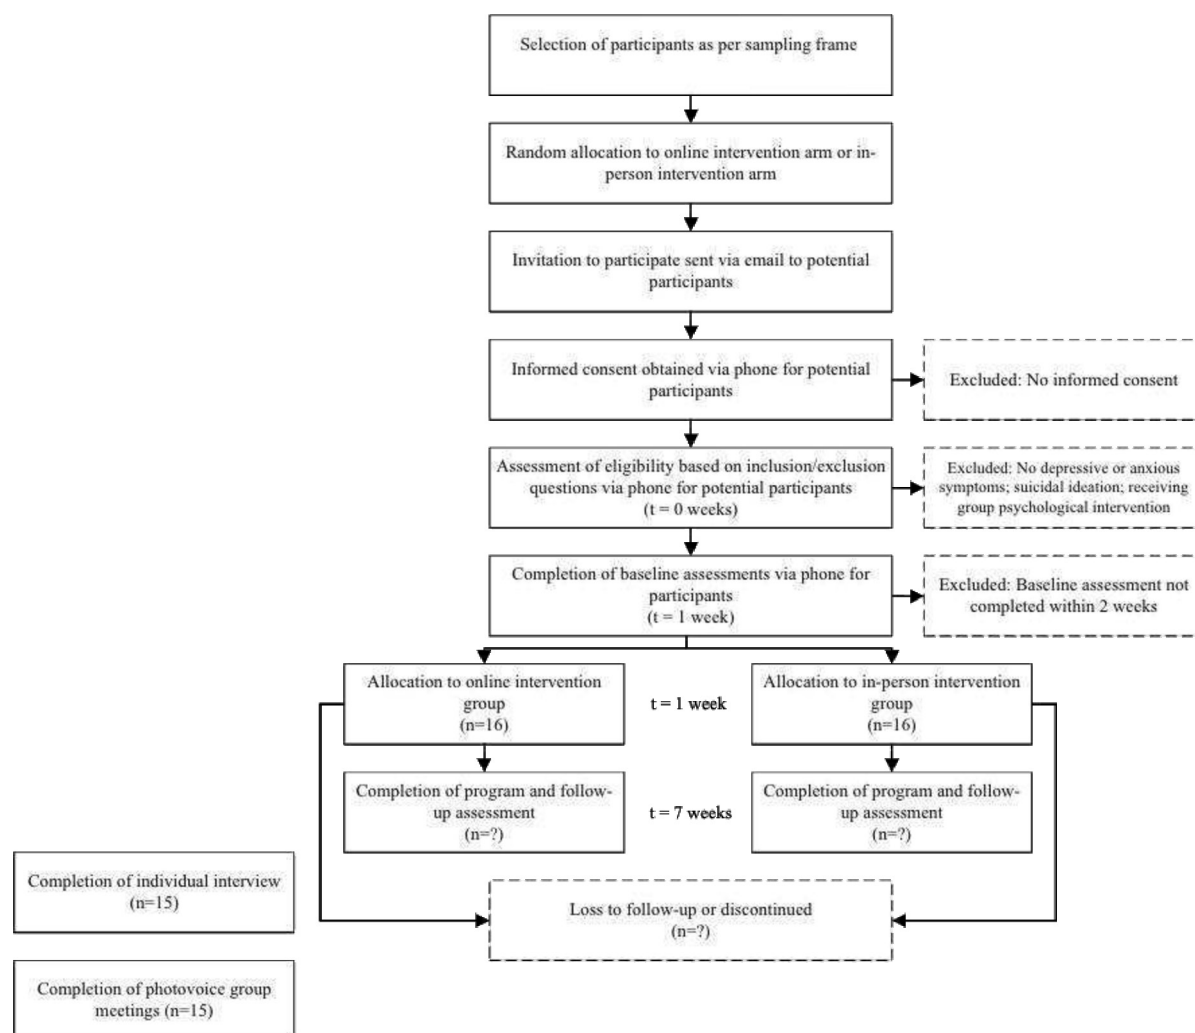 Selection of participants as per sampling frame
Random allocation to online intervention arm or in-
person intervention arm
Invitation to participate sent via email to potential
participants
Informed consent obtained via phone for potential
participants
Excluded: No informed consent
Assessment of eligibility based on inclusion/exclusion
questions via phone for potential participants
(t = 0 weeks)
Excluded: No depressive or anxious
symptoms; suicidal ideation; receiving
group psychological intervention
Completion of baseline assessments via phone for
participants
(t = 1 week)
Excluded: Baseline assessment not
completed within 2 weeks
Allocation to online intervention
group
(n=16)
t = 1 week
Allocation to in-person intervention
group
(n=16)
Completion of program and follow-
up assessment
(n=?)
t = 7 weeks
Completion of program and follow-
up assessment
(n=?)
Completion of individual interview
(n=15)
Loss to follow-up or discontinued
(n=?)
Completion of photovoice group
meetings (n=15)